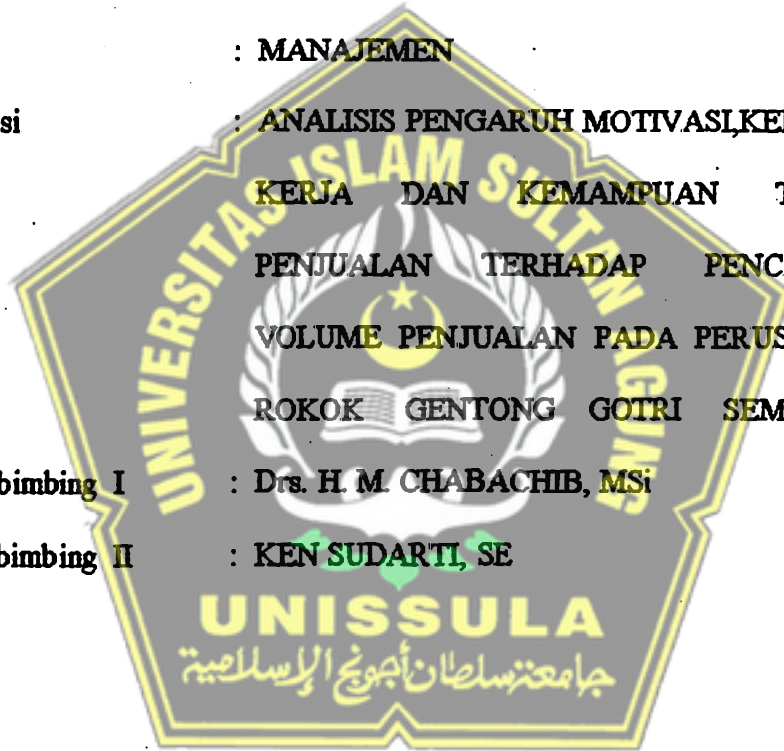 : MANAJEMEN
si : ANALISIS PENGARUH MOTIVASI,KE
KERJA DAN KEMAMPUAN T
PENJUALAN TERHADAP PENC
VOLUME PENJUALAN PADA PERUS
ROKOK GENTONG GOTRI SEM
bimbing I : Drs. H. M. CHABACHIB, MSi
bimbing II : KEN SUDARTI, SE
UNIVERSITAS ISLAM SULTAN AGUNG
UNISSULA
جامعة سلطان أجونج الإسلامية